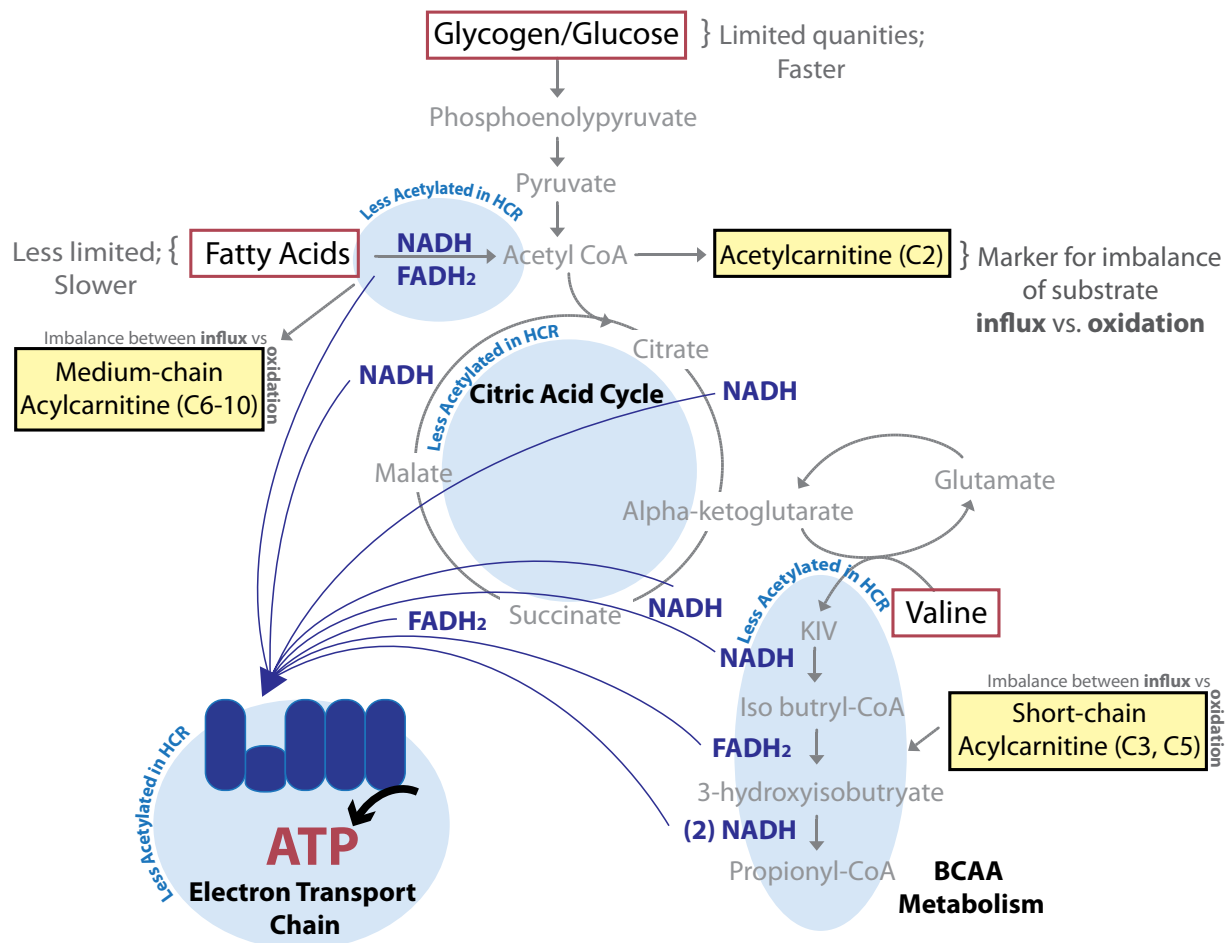 Glycogen/Glucose
} Limited quanities;
Faster
Phosphoenolypyruvate
Pyruvate
Less Acetylated in HCR
Less limited; {
Slower
Fatty Acids
NADH
FADH₂
Acetyl CoA
Acetylcarnitine (C2)
} Marker for imbalance
of substrate
influx vs. oxidation
Imbalance between influx vs
oxidation
Medium-chain
Acylcarnitine (C6-10)
NADH
Less Acetylated in HCR
Citrate
Citric Acid Cycle
NADH
Malate
Glutamate
Alpha-ketoglutarate
Less Acetylated in HCR
Valine
NADH
Succinate
FADH₂
KIV
NADH
Imbalance between influx vs
oxidation
Short-chain
Acylcarnitine (C3, C5)
Iso butryl-CoA
FADH₂
3-hydroxyisobutryate
(2) NADH
Propionyl-CoA
BCAA
Metabolism
Less Acetylated in HCR
ATP
Electron Transport
Chain